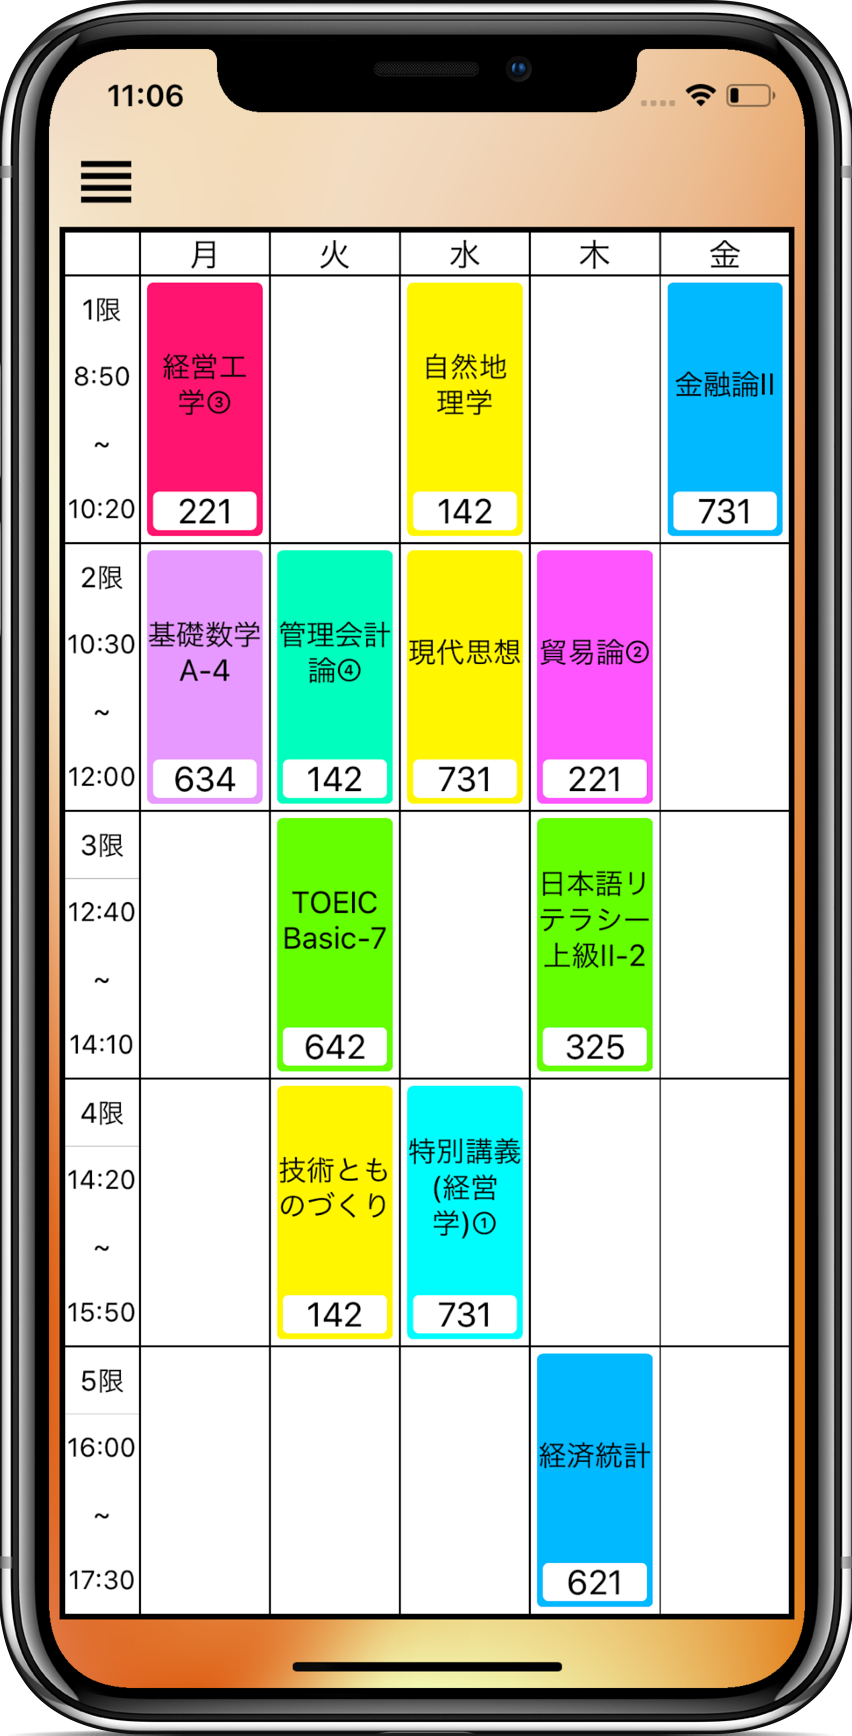 11:06
月 火 水 木 金
1限
8:50
~
10:20
経営工
学③
221
自然地
理学
142
金融論II
731
2限
10:30
~
12:00
基礎数学
A-4
634
管理会計
論④
142
現代思想
731
貿易論②
221
3限
12:40
~
14:10
TOEIC
Basic-7
642
日本語リ
テラシー
上級II-2
325
4限
14:20
~
15:50
技術とも
のづくり
142
特別講義
(経営
学)①
731
5限
16:00
~
17:30
経済統計
621